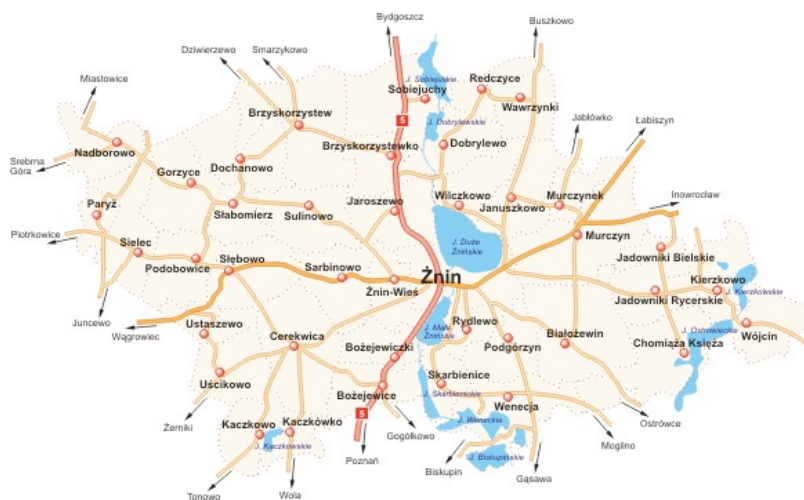 Buszkowo
Bydgoszcz
Dziwierzewo
Smarzykowo
Miastowice
J. Sobiejuskie
Sobiejuchy
Redczyce
Wawrzynki
Brzyskorzystew
5
J. Dobrylewskie
Jabłówko
Łabiszyn
Nadborowo
Srebrna
Góra
Brzyskorzystewko
Dobrylewo
Dochanowo
Gorzyce
Inowrocław
Paryż
Słabomierz
Sulinowo
Jaroszewo
Wilczkowo
Januszkowo
Murczynek
Piotrkowice
Murczyn
Sielec
J. Duże
Żnińskie
Jadowniki Bielskie
Podobowice
Słębowo
Sarbinowo
Żnin
Żnin-Wieś
Kierzkowo
J. Kierzkowskie
Jadowniki Rycerskie
Juncewo
Wągrowiec
Ustaszewo
Cerekwica
J. Małe
Żnińskie
Rydlewo
Podgórzyn
Białożewin
J. Ostrowieckie
Chomiąża Księża
Wójcin
Bożejewiczki
Uścikowo
Bożejewice
Skarbienice
J. Skarbienickie
Wenecja
Żerniki
Kaczkowo
Kaczkówko
5
Gogółkowo
J. Weneckie
Ostrówce
J. Kaczkowskie
Poznań
Biskupin
J. Biskupińskie
Mogilno
Gąsawa
Tonowo
Wola